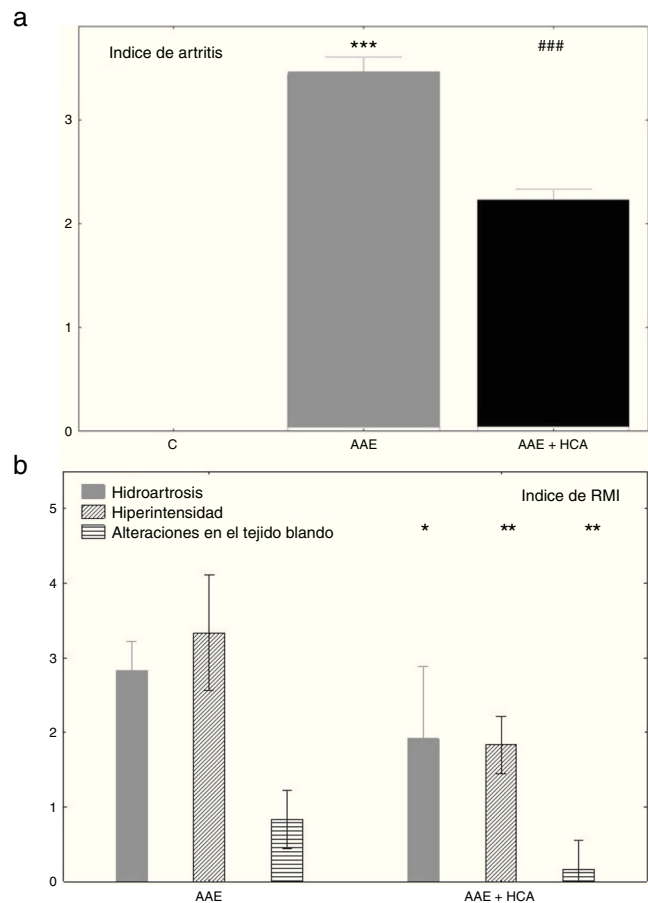 a
Indice de artritis
***
###
3
2
1
0
C
AAE
AAE + HCA
b
Hidroartrosis
Hiperintensidad
Alteraciones en el tejido blando
Indice de RMI
*
**
**
5
4
3
2
1
0
AAE
AAE + HCA